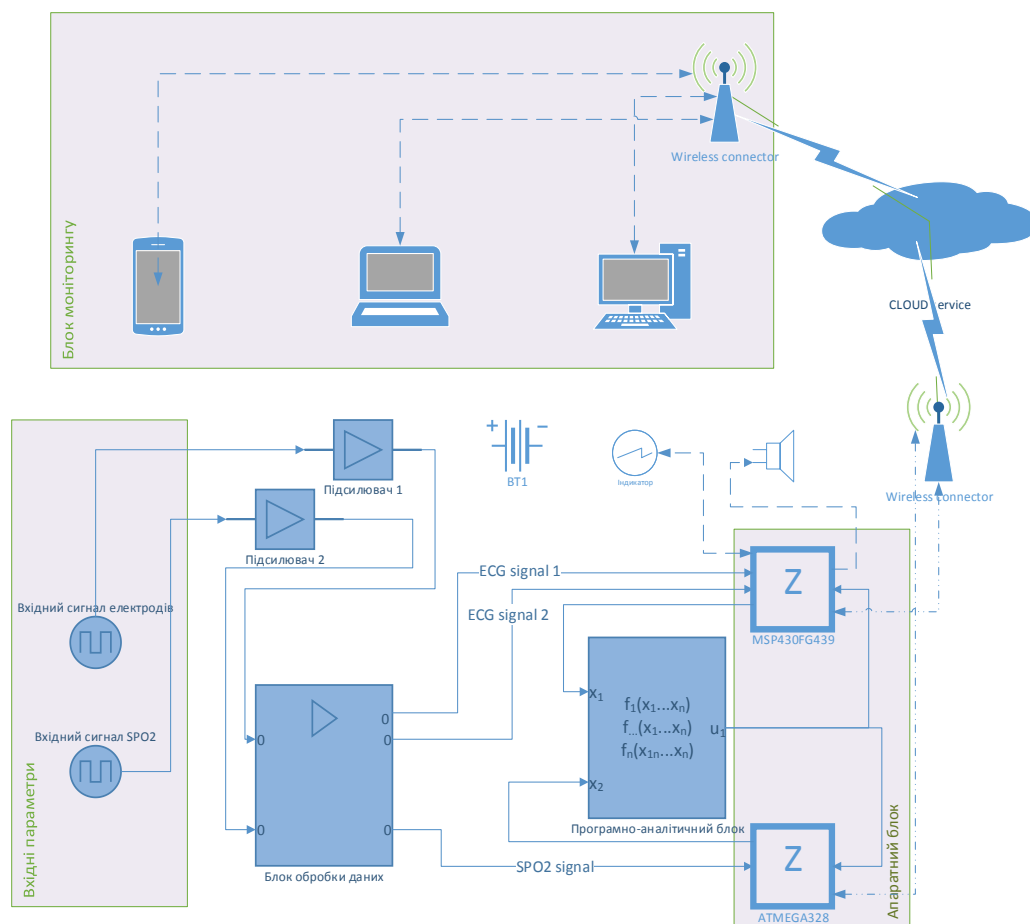 Wireless connector
Блок моніторингу
CLOUD service
Wireless connector
+
−
BT1
Індикатор
Підсилювач 1
Підсилювач 2
Вхідний сигнал електродів
Вхідний сигнал SPO2
Вхідні параметри
0
0
0
0
0
Блок обробки даних
ECG signal 1
ECG signal 2
SPO2 signal
x1
x2
f1(x1...xn)
f...(x1...xn)
fn(x1n...xn)
u1
Програмно-аналітичний блок
Z
MSP430FG439
Z
ATMEGA328
Апаратний блок